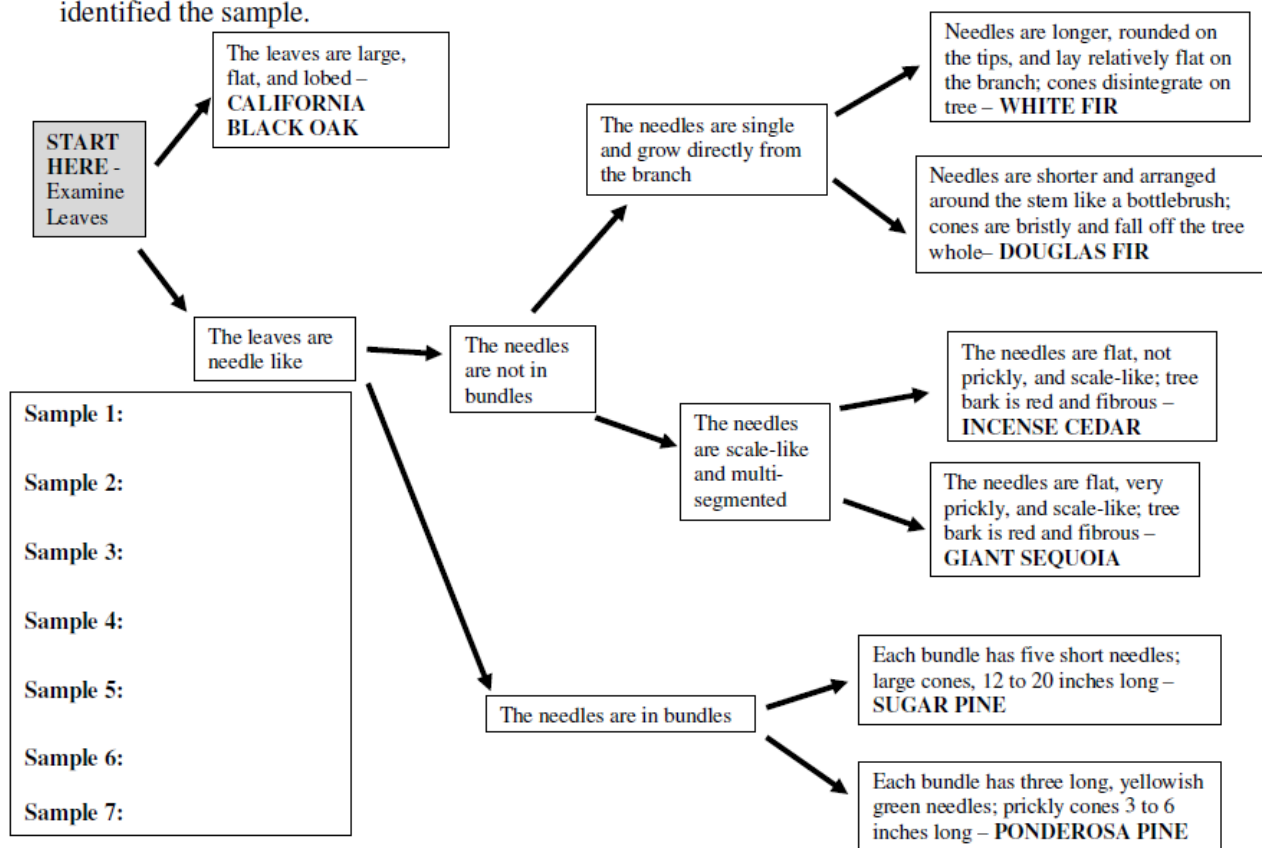 identified the sample.
START
HERE -
Examine
Leaves
The leaves are large,
flat, and lobed –
CALIFORNIA
BLACK OAK
The leaves are
needle like
The needles
are not in
bundles
The needles are single
and grow directly from
the branch
Needles are longer, rounded on
the tips, and lay relatively flat on
the branch; cones disintegrate on
tree – WHITE FIR
Needles are shorter and arranged
around the stem like a bottlebrush;
cones are bristly and fall off the tree
whole– DOUGLAS FIR
The needles
are scale-like
and multi-
segmented
The needles are flat, not
prickly, and scale-like; tree
bark is red and fibrous –
INCENSE CEDAR
The needles are flat, very
prickly, and scale-like; tree
bark is red and fibrous –
GIANT SEQUOIA
The needles are in bundles
Each bundle has five short needles;
large cones, 12 to 20 inches long –
SUGAR PINE
Each bundle has three long, yellowish
green needles; prickly cones 3 to 6
inches long – PONDEROSA PINE
Sample 1:
Sample 2:
Sample 3:
Sample 4:
Sample 5:
Sample 6:
Sample 7: